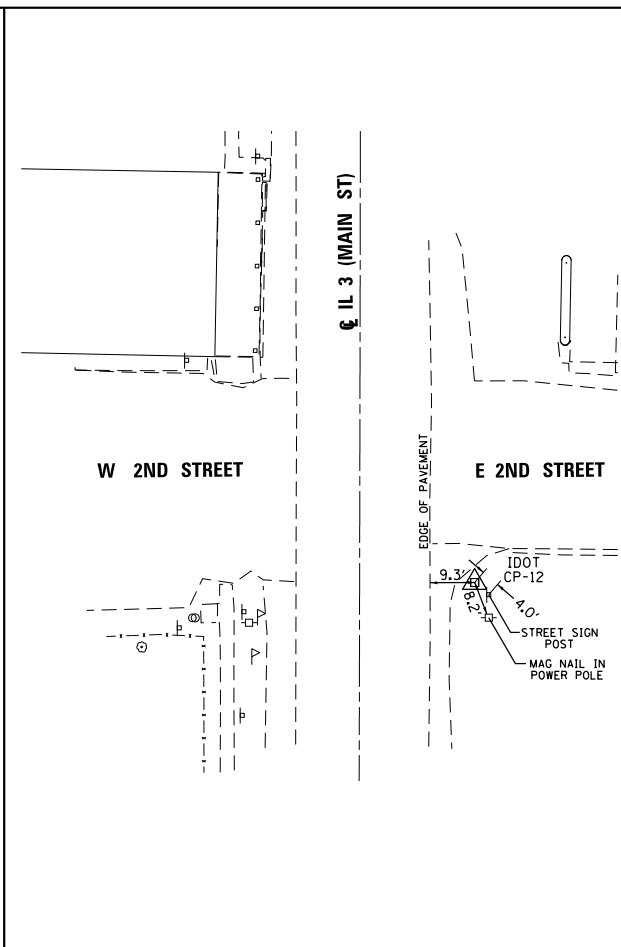 ℄ IL 3 (MAIN ST)
W 2ND STREET
EDGE OF PAVEMENT
E 2ND STREET
9.3'
IDOT
CP-12
8.2'
4.0'
STREET SIGN
POST
MAG NAIL IN
POWER POLE